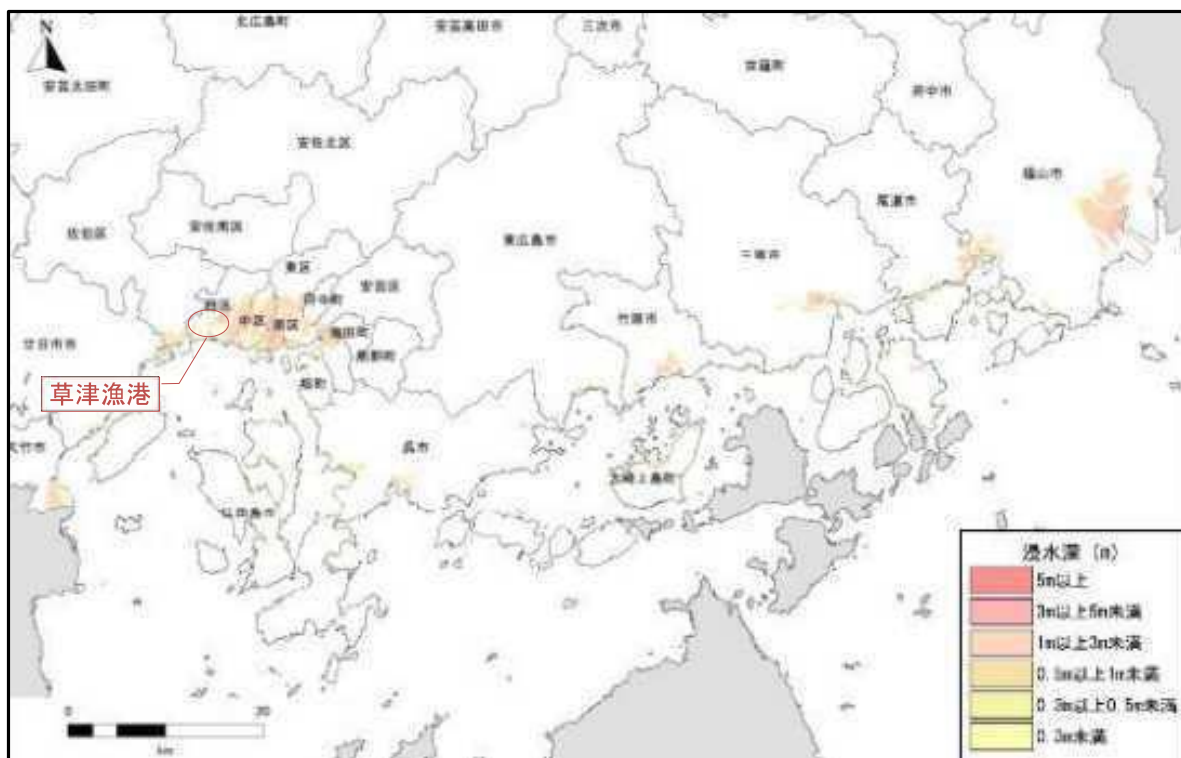 N
北広島町
安芸高田市
三次市
世羅町
府中市
安芸太田町
安佐北区
福山市
尾道市
佐伯区
安佐南区
東広島市
三原市
東区
安芸区
西区
府中町
中区
南区
海田町
竹原市
廿日市市
熊野町
草津漁港
坂町
大竹市
呉市
大崎上島町
江田島市
浸水深 (m)
5m以上
3m以上5m未満
1m以上3m未満
0.5m以上1m未満
0.3m以上0.5m未満
0.3m未満
0
20
km